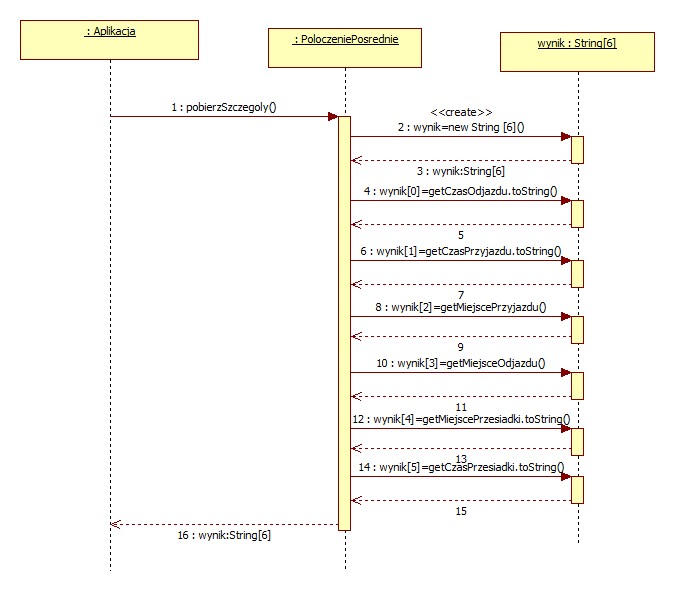 : Aplikacja
: PoloczeniePosrednie
wynik : String[6]
1 : pobierzSzczegoly()
<<create>>
2 : wynik=new String [6]()
3 : wynik:String[6]
4 : wynik[0]=getCzasOdjazdu.toString()
5
6 : wynik[1]=getCzasPrzyjazdu.toString()
7
8 : wynik[2]=getMiejscePrzyjazdu()
9
10 : wynik[3]=getMiejsceOdjazdu()
11
12 : wynik[4]=getMiejscePrzesiadki.toString()
13
14 : wynik[5]=getCzasPrzesiadki.toString()
15
16 : wynik:String[6]